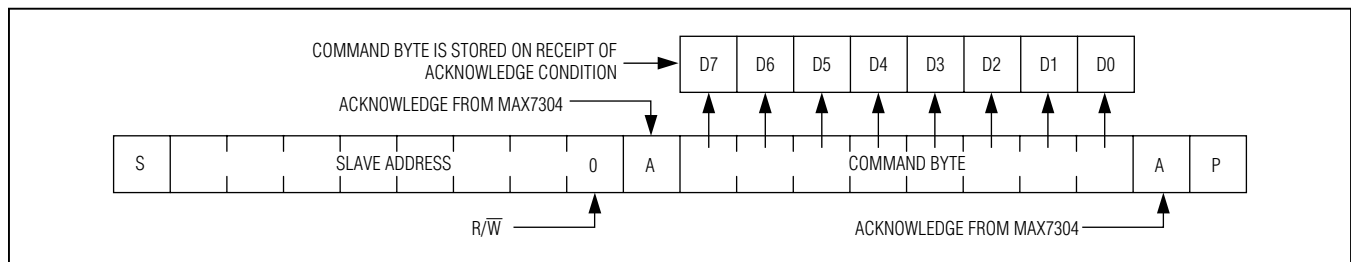 COMMAND BYTE IS STORED ON RECEIPT OF
ACKNOWLEDGE CONDITION
D7 D6 D5 D4 D3 D2 D1 D0
ACKNOWLEDGE FROM MAX7304
S SLAVE ADDRESS 0 A COMMAND BYTE A P
R/W̅
ACKNOWLEDGE FROM MAX7304